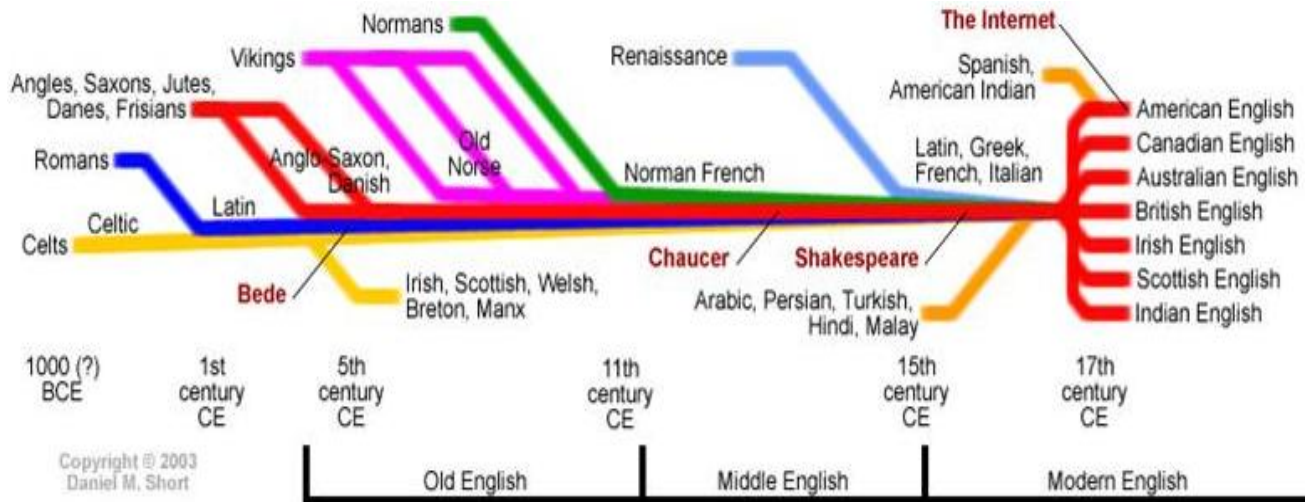 The Internet
Normans
Vikings
Renaissance
Spanish,
American Indian
Angles, Saxons, Jutes,
Danes, Frisians
American English
Canadian English
Romans
Anglo-Saxon,
Danish
Old
Norse
Norman French
Latin, Greek,
French, Italian
Australian English
Celtic
Latin
British English
Celts
Chaucer
Shakespeare
Irish English
Bede
Irish, Scottish, Welsh,
Breton, Manx
Arabic, Persian, Turkish,
Hindi, Malay
Scottish English
Indian English
1000 (?)
BCE
1st
century
CE
5th
century
CE
11th
century
CE
15th
century
CE
17th
century
CE
Copyright © 2003
Daniel M. Short
Old English
Middle English
Modern English